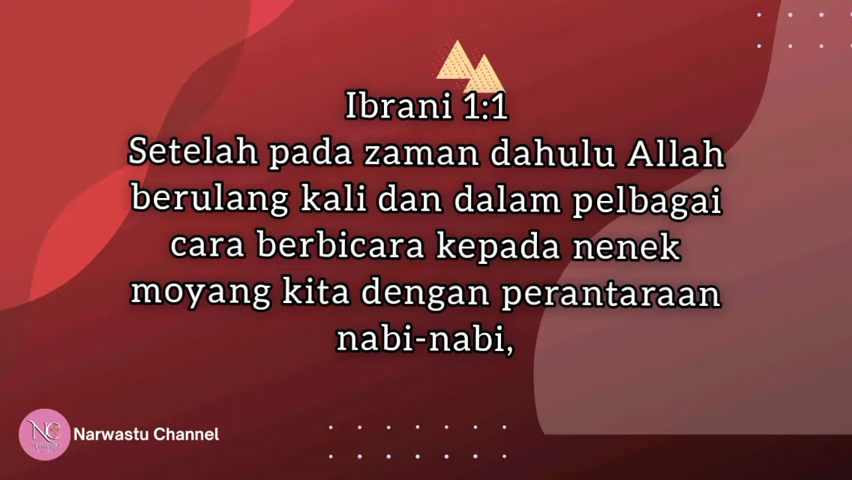 Ibrani 1:1
Setelah pada zaman dahulu Allah
berulang kali dan dalam pelbagai
cara berbicara kepada nenek
moyang kita dengan perantaraan
nabi-nabi,
NC
Narwastu Channel